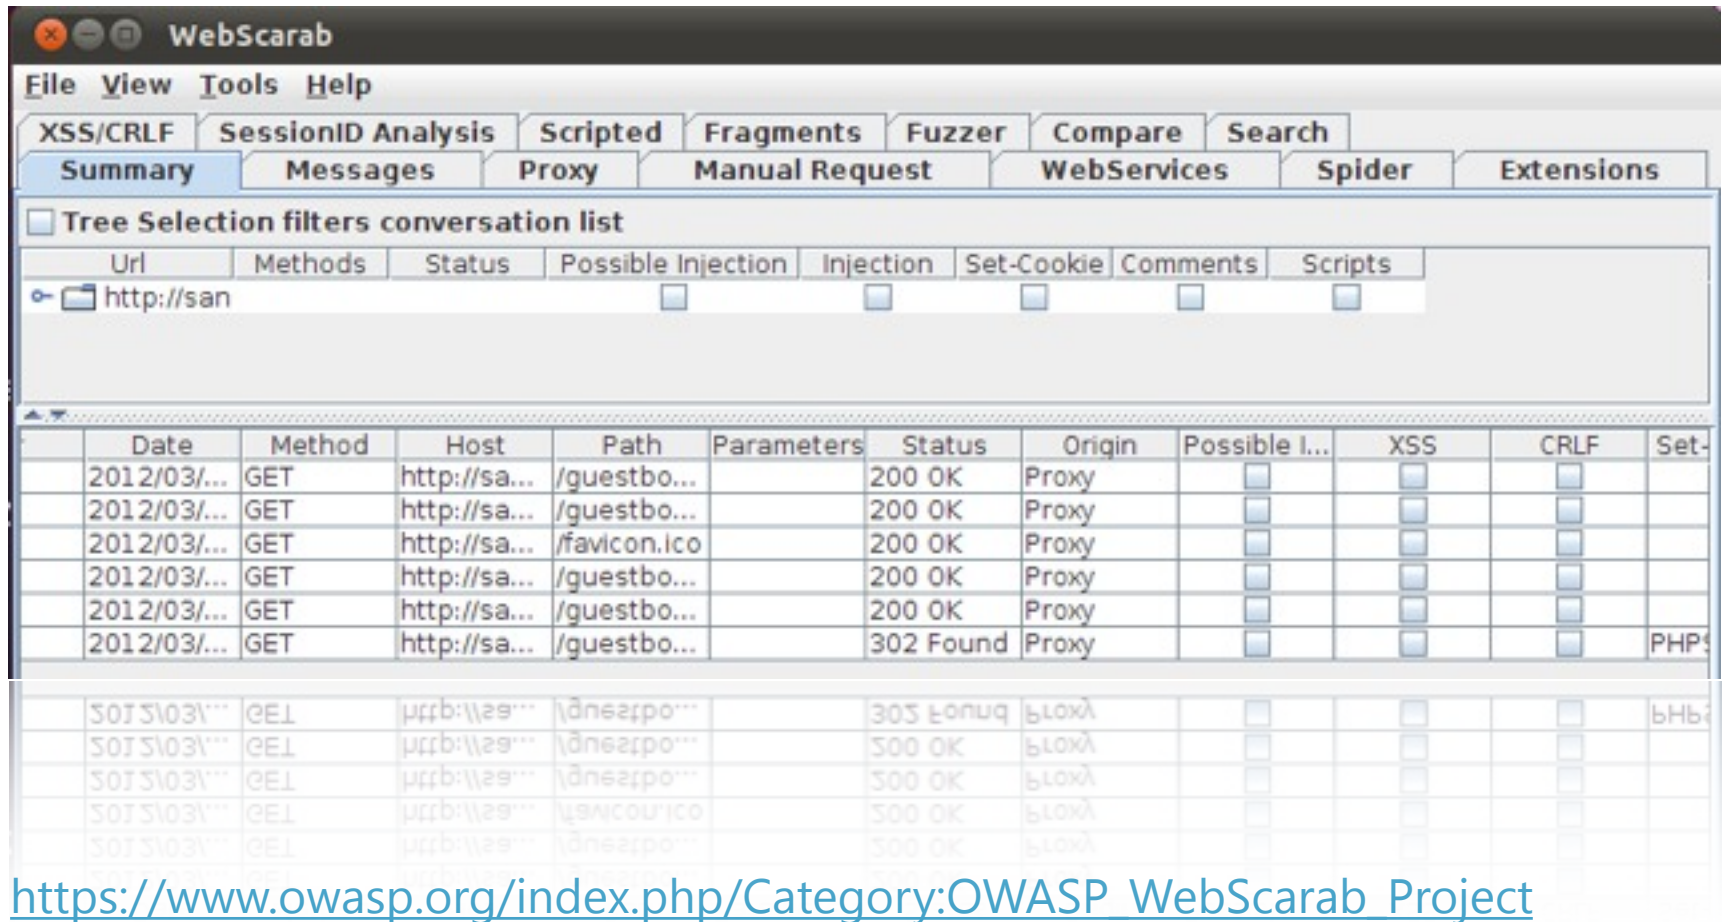 WebScarab
File View Tools Help
XSS/CRLF SessionID Analysis Scripted Fragments Fuzzer Compare Search
Summary Messages Proxy Manual Request WebServices Spider Extensions
Tree Selection filters conversation list
Url Methods Status Possible Injection Injection Set-Cookie Comments Scripts
http://san
Date Method Host Path Parameters Status Origin Possible I... XSS CRLF Set-
2012/03/... GET http://sa... /guestbo... 200 OK Proxy
2012/03/... GET http://sa... /guestbo... 200 OK Proxy
2012/03/... GET http://sa... /favicon.ico 200 OK Proxy
2012/03/... GET http://sa... /guestbo... 200 OK Proxy
2012/03/... GET http://sa... /guestbo... 200 OK Proxy
2012/03/... GET http://sa... /guestbo... 302 Found Proxy PHPS
https://www.owasp.org/index.php/Category:OWASP_WebScarab_Project